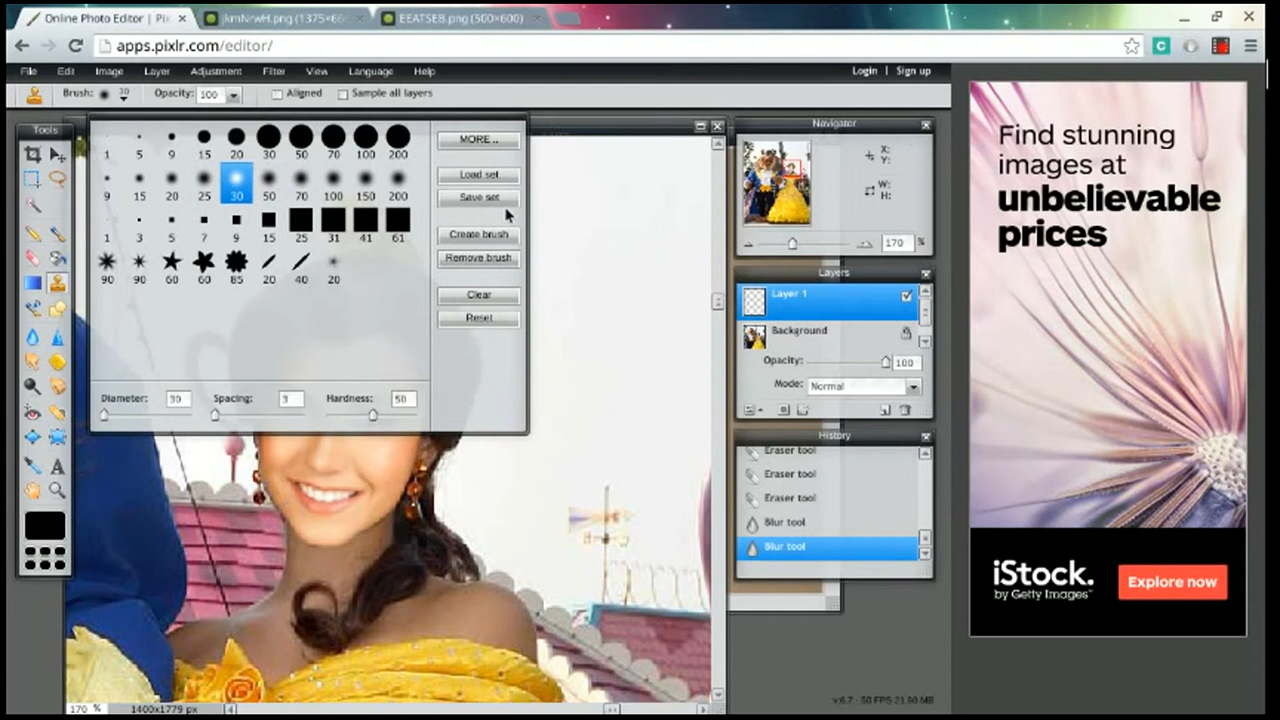 Online Photo Editor | Pixlr
EEATSEB.png (500×600)
apps.pixlr.com/editor/
File Edit Image Layer Adjustment Filter View Language Help Login | Sign up
Brush: 30 Opacity: 100 Aligned Sample all layers
Tools
1 5 9 15 20 30 50 70 100 200
9 15 20 25 30 50 70 100 150 200
1 3 5 7 9 15 25 31 41 61
90 90 60 60 85 20 40 20
MORE...
Load set
Save set
Create brush
Remove brush
Clear
Reset
Diameter: 30 Spacing: 3 Hardness: 50
170 % 1400x1779 px
Navigator
X:
Y:
W:
H:
170 %
Layers
Layer 1
Background
Opacity: 100
Mode: Normal
History
Eraser tool
Eraser tool
Eraser tool
Blur tool
Blur tool
Find stunning
images at
unbelievable
prices
iStock.
by Getty Images™
Explore now